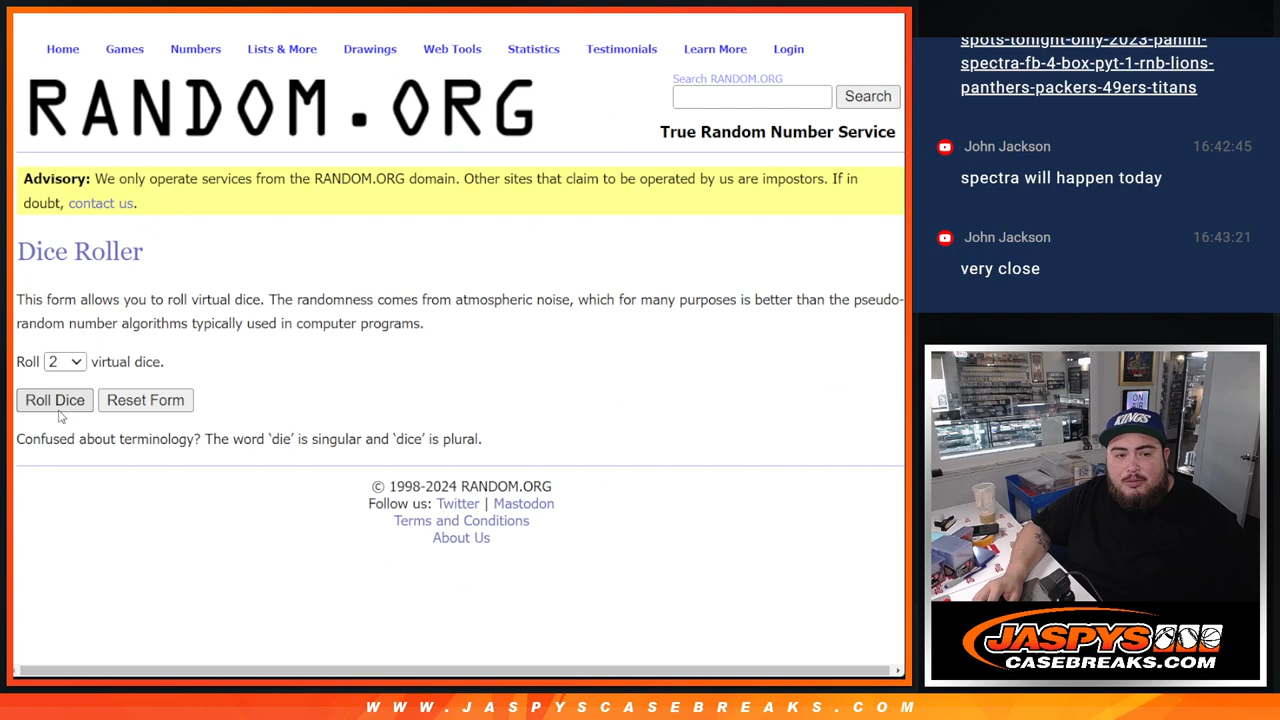 Home Games Numbers Lists & More Drawings Web Tools Statistics Testimonials Learn More Login
RANDOM.ORG
Search RANDOM.ORG
Search
True Random Number Service
Advisory: We only operate services from the RANDOM.ORG domain. Other sites that claim to be operated by us are impostors. If in
doubt, contact us.
Dice Roller
This form allows you to roll virtual dice. The randomness comes from atmospheric noise, which for many purposes is better than the pseudo-
random number algorithms typically used in computer programs.
Roll 2 virtual dice.
Roll Dice Reset Form
Confused about terminology? The word ‘die’ is singular and ‘dice’ is plural.
© 1998-2024 RANDOM.ORG
Follow us: Twitter | Mastodon
Terms and Conditions
About Us
spots-tonight-only-2023-panini-
spectra-fb-4-box-pyt-1-rnb-lions-
panthers-packers-49ers-titans
John Jackson 16:42:45
spectra will happen today
John Jackson 16:43:21
very close
ON
AIR
KINGS
JASPYS
CASEBREAKS.COM
WWW.JASPYSCASEBREAKS.COM